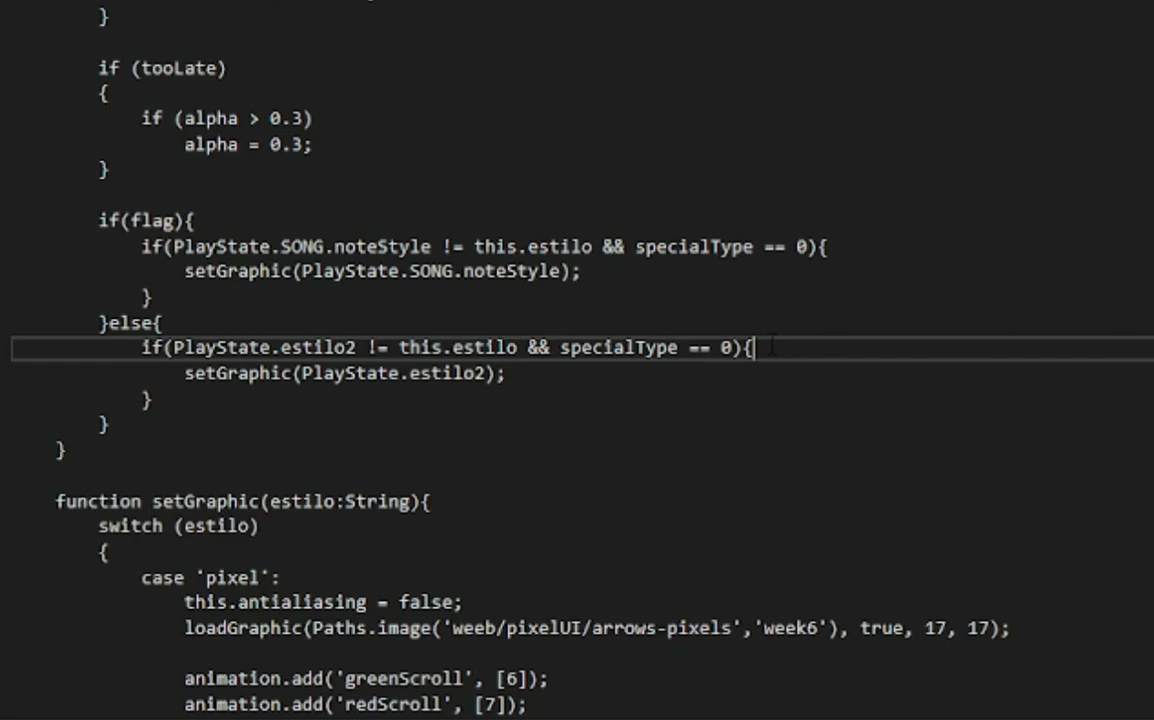 }
if (tooLate)
{
if (alpha > 0.3)
alpha = 0.3;
}
if(flag){
if(PlayState.SONG.noteStyle != this.estilo && specialType == 0){
setGraphic(PlayState.SONG.noteStyle);
}
}else{
if(PlayState.estilo2 != this.estilo && specialType == 0){
setGraphic(PlayState.estilo2);
}
}
}
function setGraphic(estilo:String){
switch (estilo)
{
case 'pixel':
this.antialiasing = false;
loadGraphic(Paths.image('weeb/pixelUI/arrows-pixels','week6'), true, 17, 17);
animation.add('greenScroll', [6]);
animation.add('redScroll', [7]);